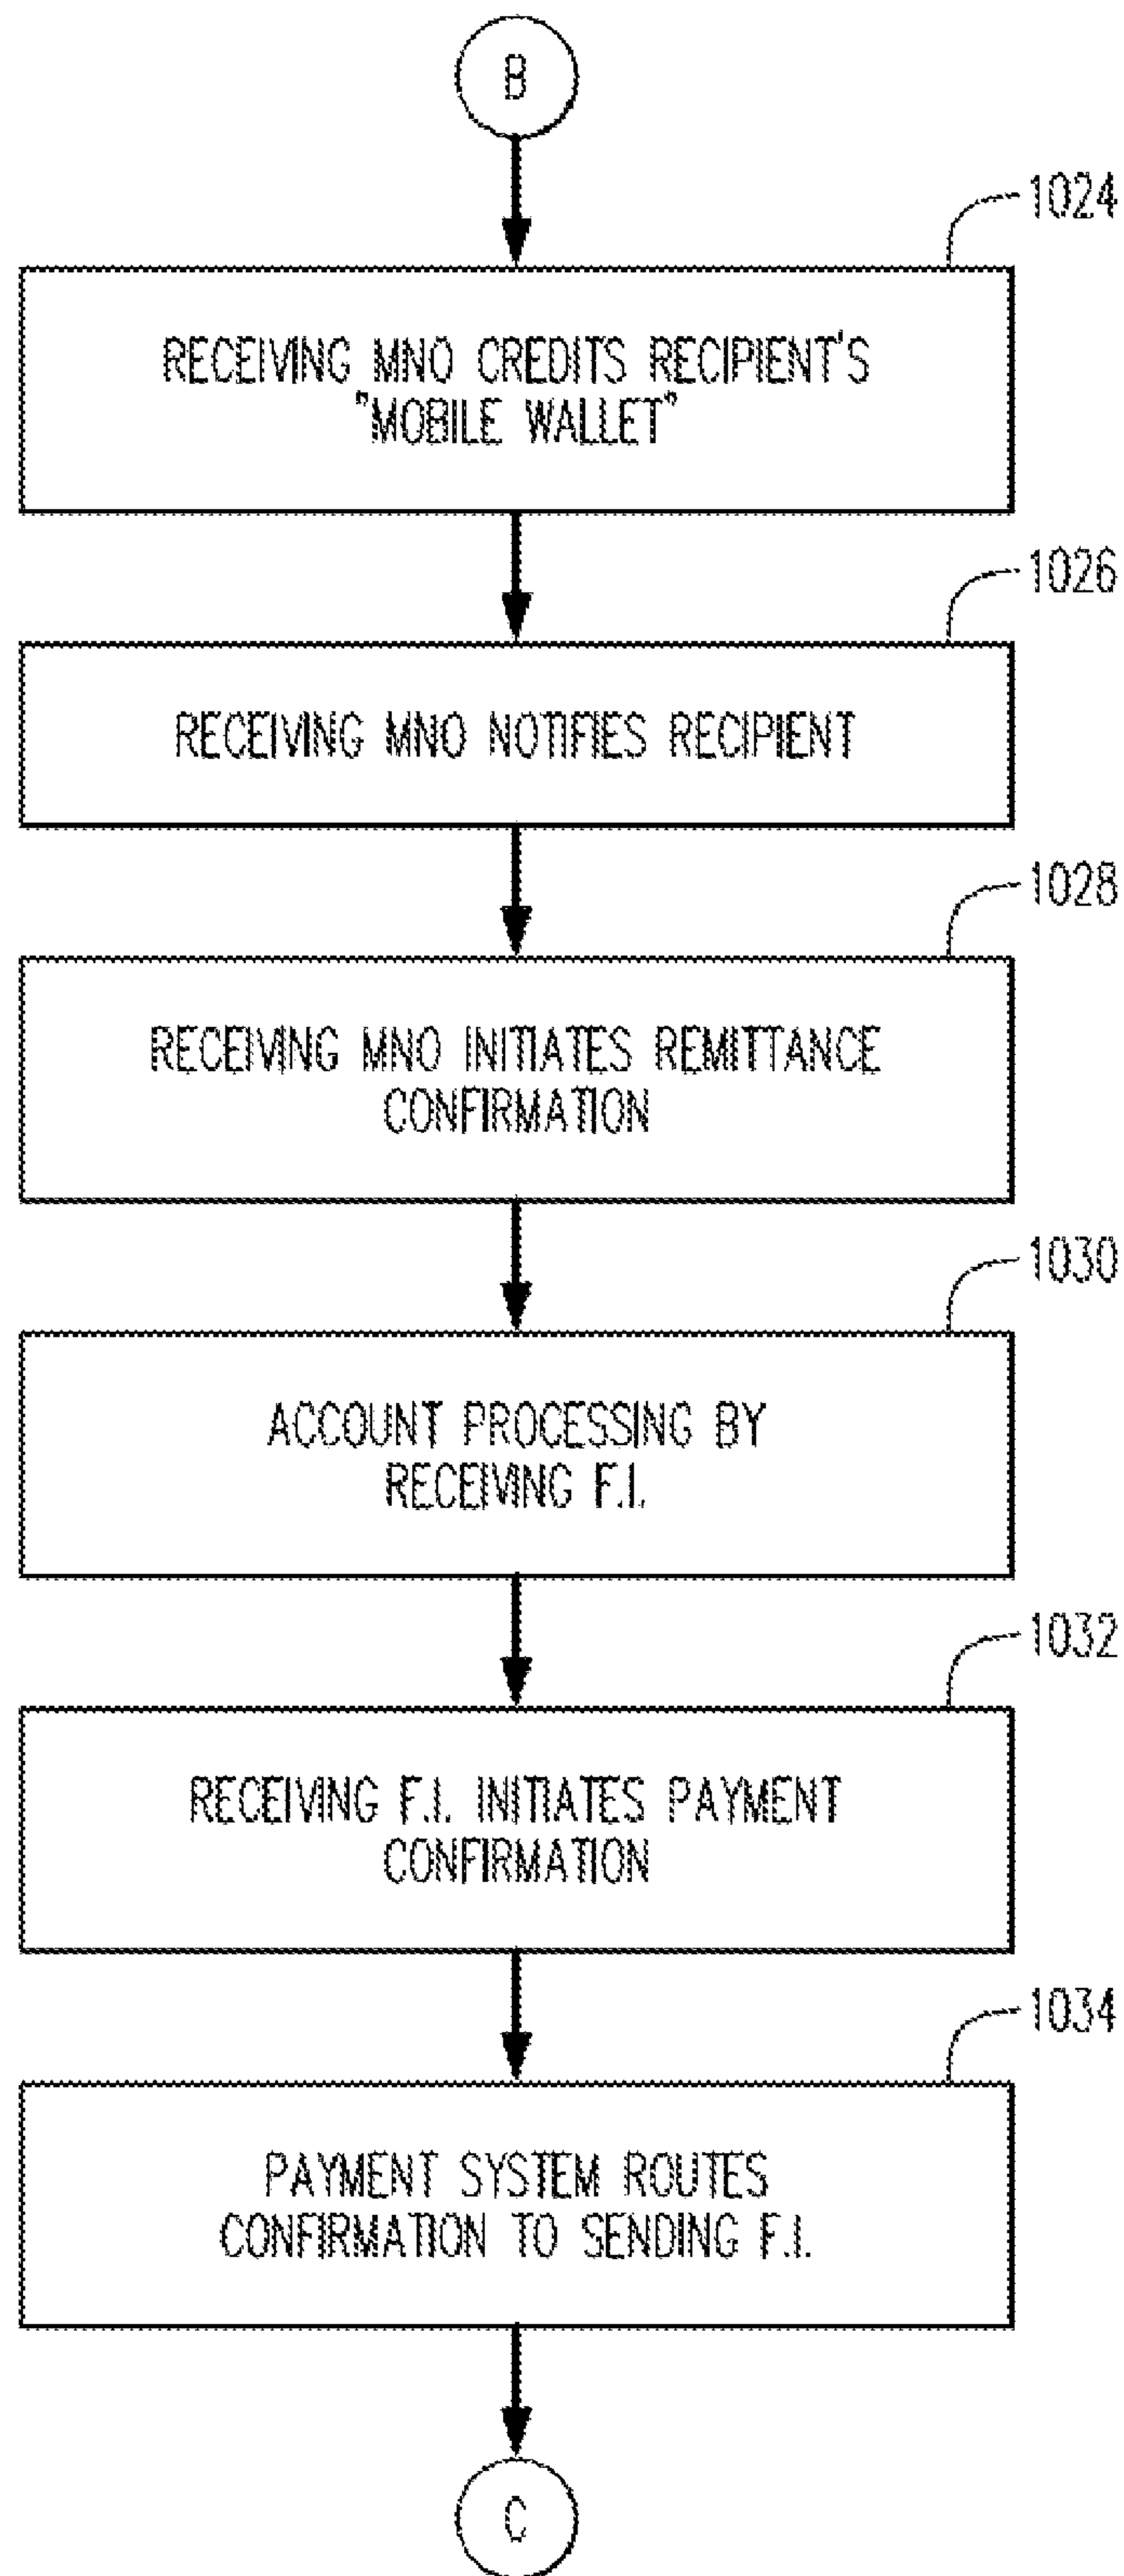 B
1024
RECEIVING MNO CREDITS RECIPIENT'S
"MOBILE WALLET"
1026
RECEIVING MNO NOTIFIES RECIPIENT
1028
RECEIVING MNO INITIATES REMITTANCE
CONFIRMATION
1030
ACCOUNT PROCESSING BY
RECEIVING F.I.
1032
RECEIVING F.I. INITIATES PAYMENT
CONFIRMATION
1034
PAYMENT SYSTEM ROUTES
CONFIRMATION TO SENDING F.I.
C